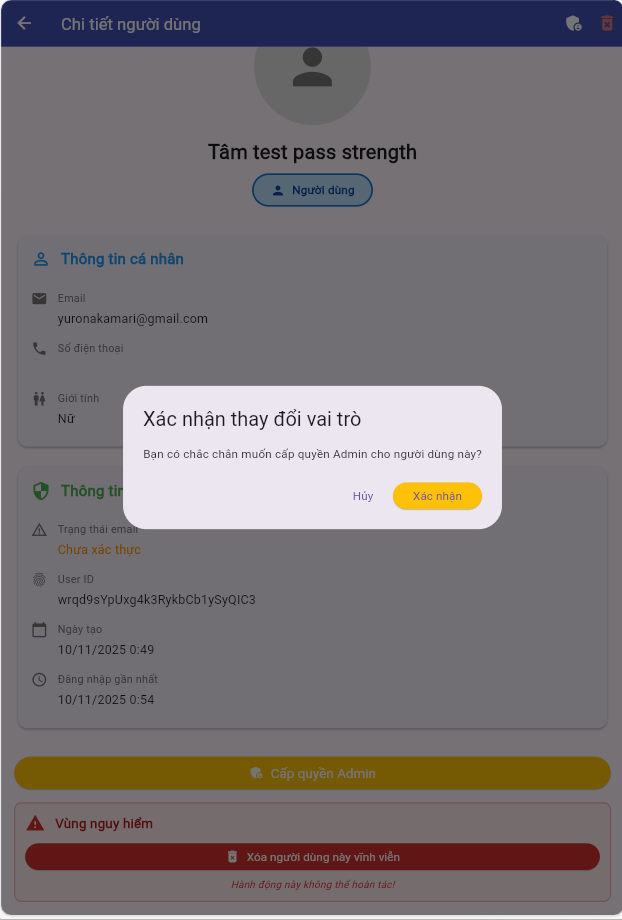 Chi tiết người dùng
Tâm test pass strength
Người dùng
Thông tin cá nhân
Email
yuronakamari@gmail.com
Số điện thoại
Giới tính
Nữ
Xác nhận thay đổi vai trò
Bạn có chắc chắn muốn cấp quyền Admin cho người dùng này?
Hủy
Xác nhận
Thông tin
Trạng thái email
Chưa xác thực
User ID
wrqd9sYpUxg4k3RykbCb1ySyQIC3
Ngày tạo
10/11/2025 0:49
Đăng nhập gần nhất
10/11/2025 0:54
Cấp quyền Admin
Vùng nguy hiểm
Xóa người dùng này vĩnh viễn
Hành động này không thể hoàn tác!